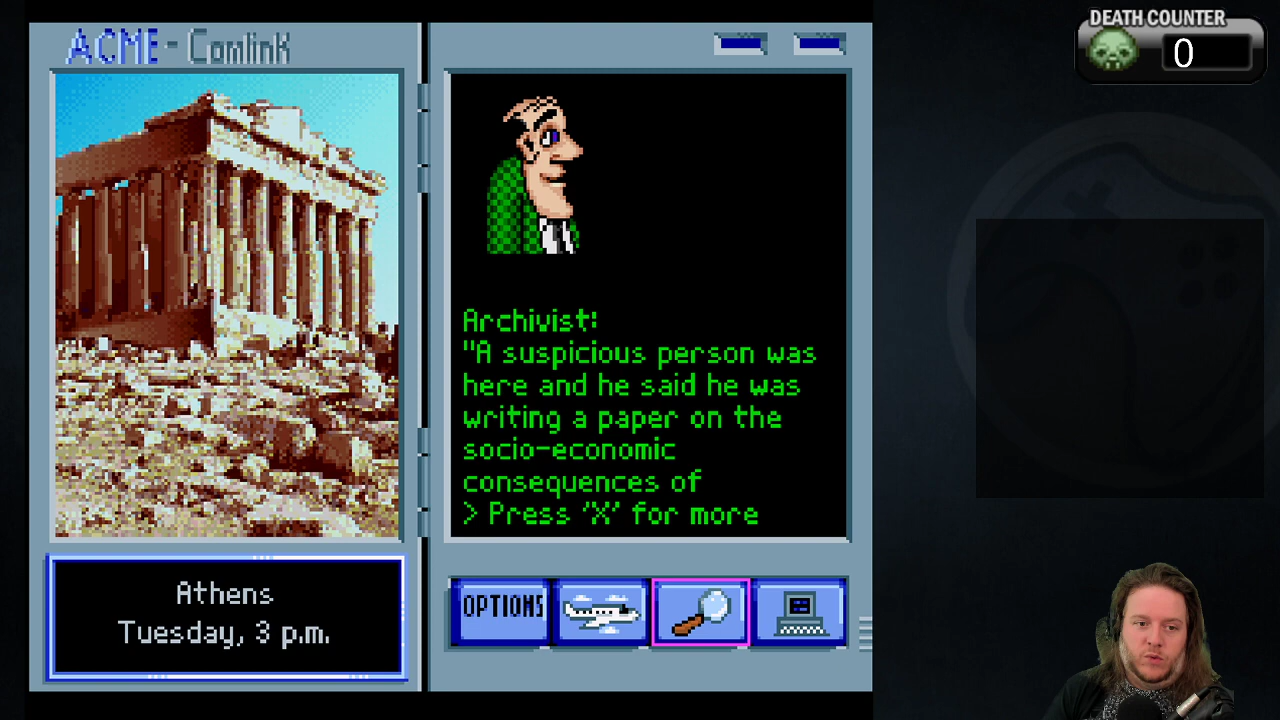 ACME - Comlink
DEATH COUNTER
0
Archivist:
"A suspicious person was
here and he said he was
writing a paper on the
socio-economic
consequences of
> Press 'X' for more
Athens
Tuesday, 3 p.m.
OPTIONS